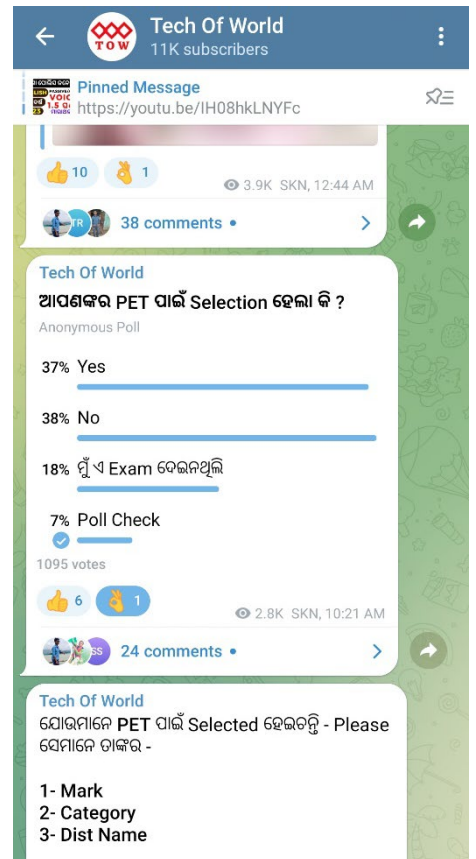 Tech Of World
11K subscribers
TOW
Pinned Message
https://youtu.be/IH08hkLNYFc
10
1
3.9K SKN, 12:44 AM
TR
38 comments
Tech Of World
ଆପଣଙ୍କର PET ପାଇଁ Selection ହେଲା କି ?
Anonymous Poll
37% Yes
38% No
18% ମୁଁ ଏ Exam ଦେଇନଥିଲି
7% Poll Check
1095 votes
6
1
2.8K SKN, 10:21 AM
SS
24 comments
Tech Of World
ଯୋଉମାନେ PET ପାଇଁ Selected ହେଇଚନ୍ତି - Please
ସେମାନେ ତାଙ୍କର -
1- Mark
2- Category
3- Dist Name